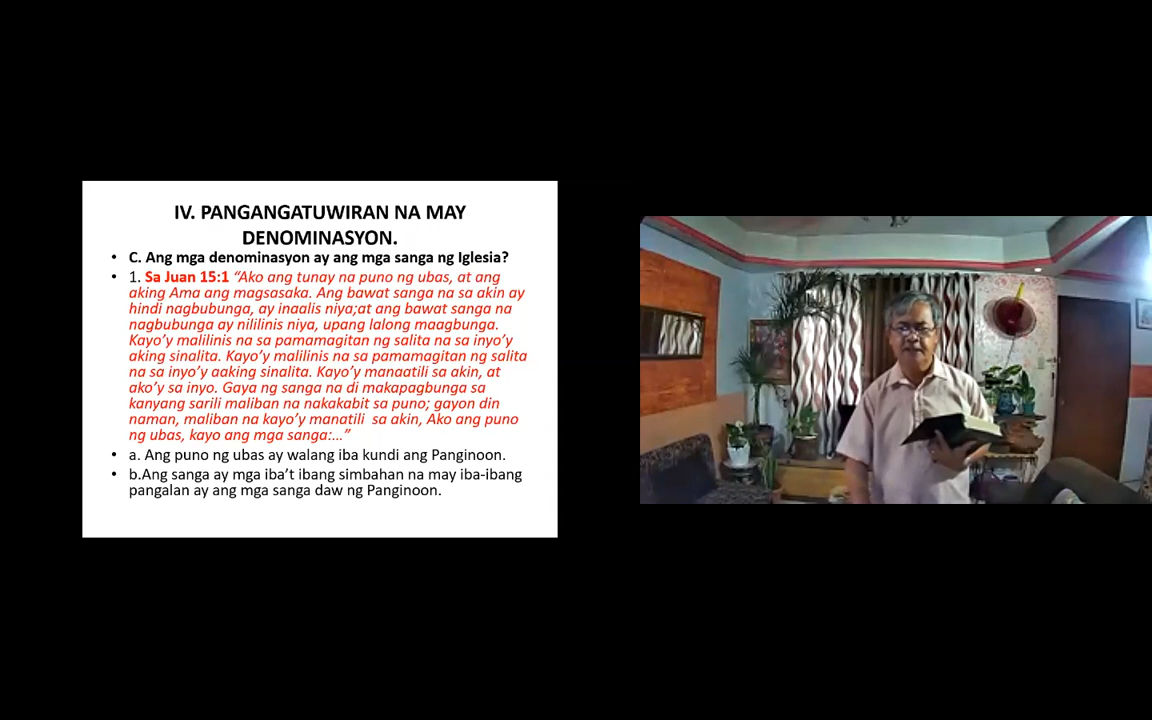 IV. PANGANGATUWIRAN NA MAY
DENOMINASYON.
• C. Ang mga denominasyon ay ang mga sanga ng Iglesia?
• 1. Sa Juan 15:1 “Ako ang tunay na puno ng ubas, at ang
aking Ama ang magsasaka. Ang bawat sanga na sa akin ay
hindi nagbubunga, ay inaalis niya;at ang bawat sanga na
nagbubunga ay nililinis niya, upang lalong maagbunga.
Kayo’y malilinis na sa pamamagitan ng salita na sa inyo’y
aking sinalita. Kayo’y malilinis na sa pamamagitan ng salita
na sa inyo’y aaking sinalita. Kayo’y manaatili sa akin, at
ako’y sa inyo. Gaya ng sanga na di makapagbunga sa
kanyang sarili maliban na nakakabit sa puno; gayon din
naman, maliban na kayo’y manatili sa akin, Ako ang puno
ng ubas, kayo ang mga sanga:...”
• a. Ang puno ng ubas ay walang iba kundi ang Panginoon.
• b.Ang sanga ay mga iba’t ibang simbahan na may iba-ibang
pangalan ay ang mga sanga daw ng Panginoon.